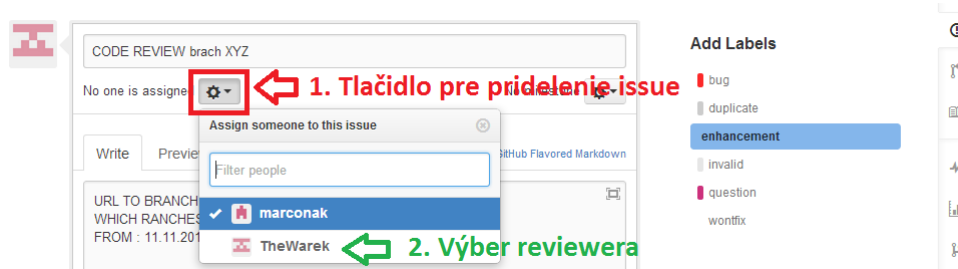 CODE REVIEW brach XYZ
No one is assigne
1. Tlačidlo pre pridelenie issue
Assign someone to this issue
Write
Previe
GitHub Flavored Markdown
Filter people
URL TO BRANCH
WHICH RANCHES
FROM : 11.11.201
marconak
TheWarek
2. Výber reviewera
Add Labels
bug
duplicate
enhancement
invalid
question
wontfix